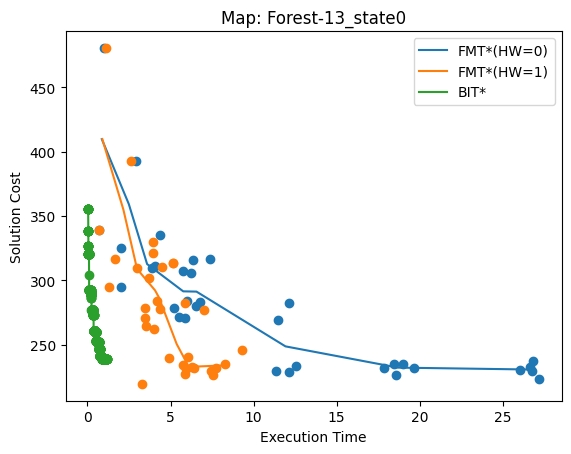 Map: Forest-13_state0
FMT*(HW=0)
FMT*(HW=1)
BIT*
Solution Cost
450
400
350
300
250
0
5
10
15
20
25
Execution Time